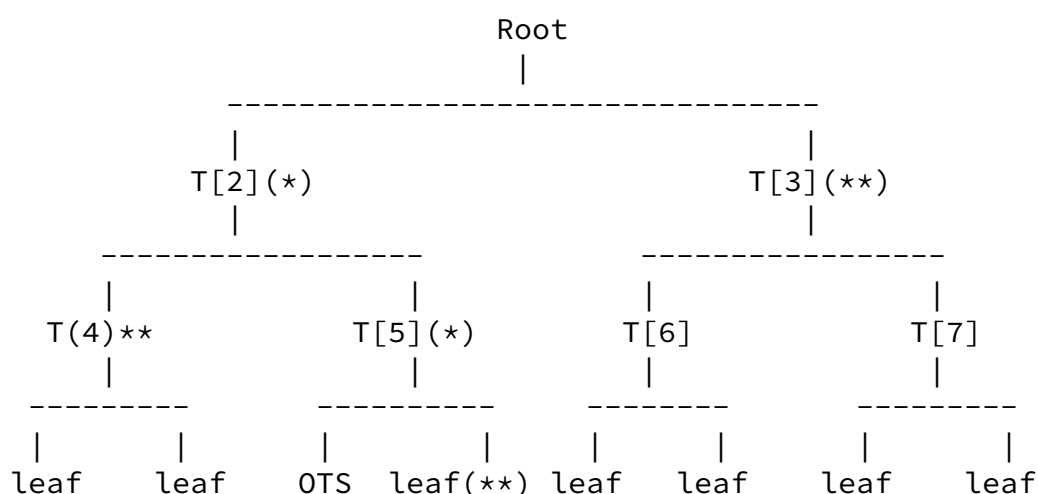 Root
T[2](*) T[3](**)
T(4)** T[5](*) T[6] T[7]
leaf leaf OTS leaf(**) leaf leaf leaf leaf